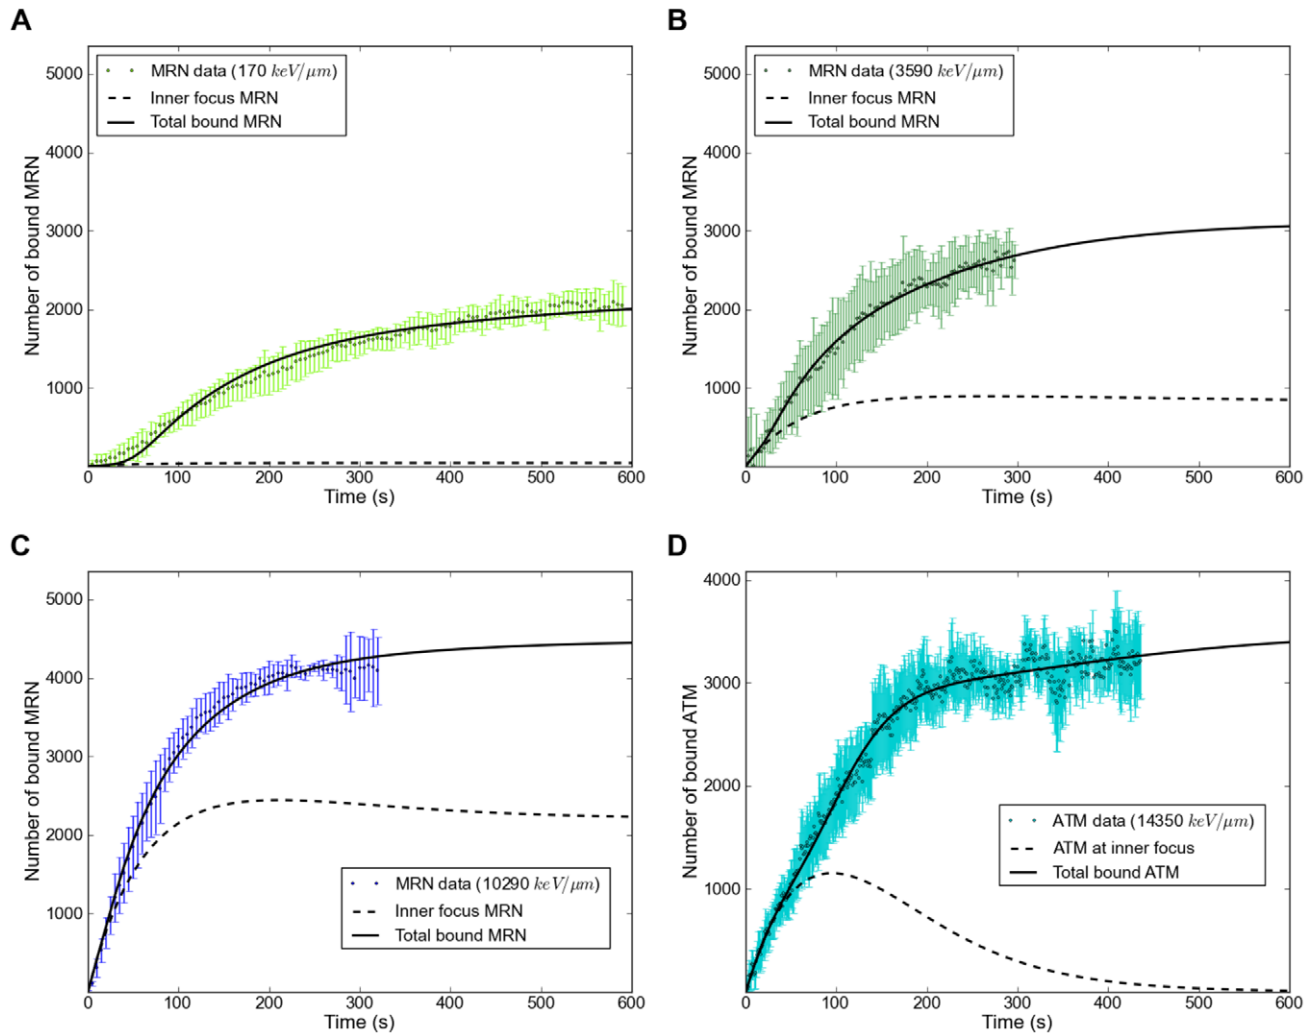 A
MRN data (170 keV/μm)
Inner focus MRN
Total bound MRN
5000
4000
3000
2000
1000
Number of bound MRN
0 100 200 300 400 500 600
Time (s)
B
MRN data (3590 keV/μm)
Inner focus MRN
Total bound MRN
5000
4000
3000
2000
1000
Number of bound MRN
0 100 200 300 400 500 600
Time (s)
C
5000
4000
3000
2000
1000
Number of bound MRN
MRN data (10290 keV/μm)
Inner focus MRN
Total bound MRN
0 100 200 300 400 500 600
Time (s)
D
4000
3000
2000
1000
Number of bound ATM
ATM data (14350 keV/μm)
ATM at inner focus
Total bound ATM
0 100 200 300 400 500 600
Time (s)